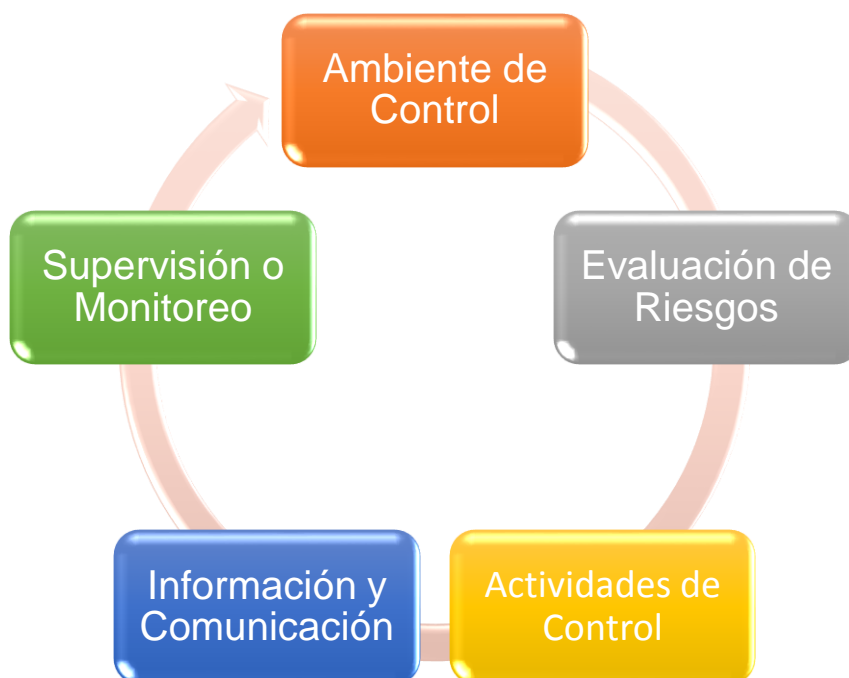 Ambiente de
Control
Evaluación de
Riesgos
Actividades de
Control
Información y
Comunicación
Supervisión o
Monitoreo